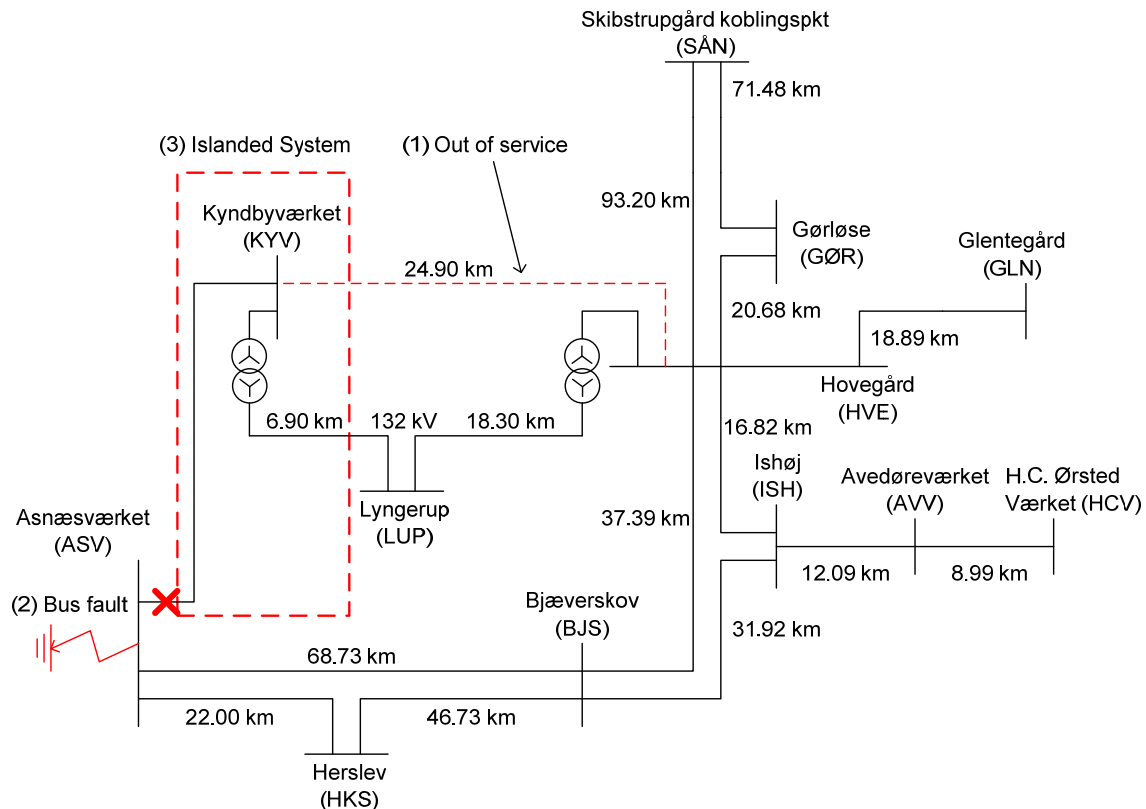 Skibstrupgård koblingspkt
(SÅN)
71.48 km
(3) Islanded System
(1) Out of service
93.20 km
Kyndbyværket
(KYV)
Gørløse
(GØR)
Glentegård
(GLN)
24.90 km
20.68 km
18.89 km
Hovegård
(HVE)
6.90 km
132 kV
18.30 km
16.82 km
Lyngerup
(LUP)
Ishøj
(ISH)
Avedøreværket
(AVV)
H.C. Ørsted
Værket (HCV)
37.39 km
Asnæsværket
(ASV)
12.09 km
8.99 km
(2) Bus fault
Bjæverskov
(BJS)
31.92 km
68.73 km
22.00 km
46.73 km
Herslev
(HKS)